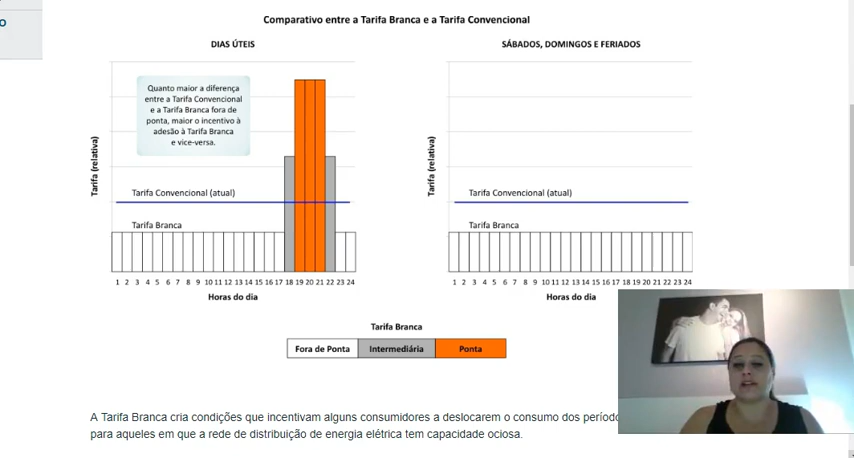 O
Comparativo entre a Tarifa Branca e a Tarifa Convencional
DIAS ÚTEIS
Quanto maior a diferença
entre a Tarifa Convencional
e a Tarifa Branca fora de
ponta, maior o incentivo à
adesão à Tarifa Branca
e vice-versa.
Tarifa (relativa)
Tarifa Convencional (atual)
Tarifa Branca
1 2 3 4 5 6 7 8 9 10 11 12 13 14 15 16 17 18 19 20 21 22 23 24
Horas do dia
SÁBADOS, DOMINGOS E FERIADOS
Tarifa (relativa)
Tarifa Convencional (atual)
Tarifa Branca
1 2 3 4 5 6 7 8 9 10 11 12 13 14 15 16 17 18 19 20 21 22 23 24
Horas do dia
Tarifa Branca
Fora de Ponta Intermediária Ponta
A Tarifa Branca cria condições que incentivam alguns consumidores a deslocarem o consumo dos
para aqueles em que a rede de distribuição de energia elétrica tem capacidade ociosa.